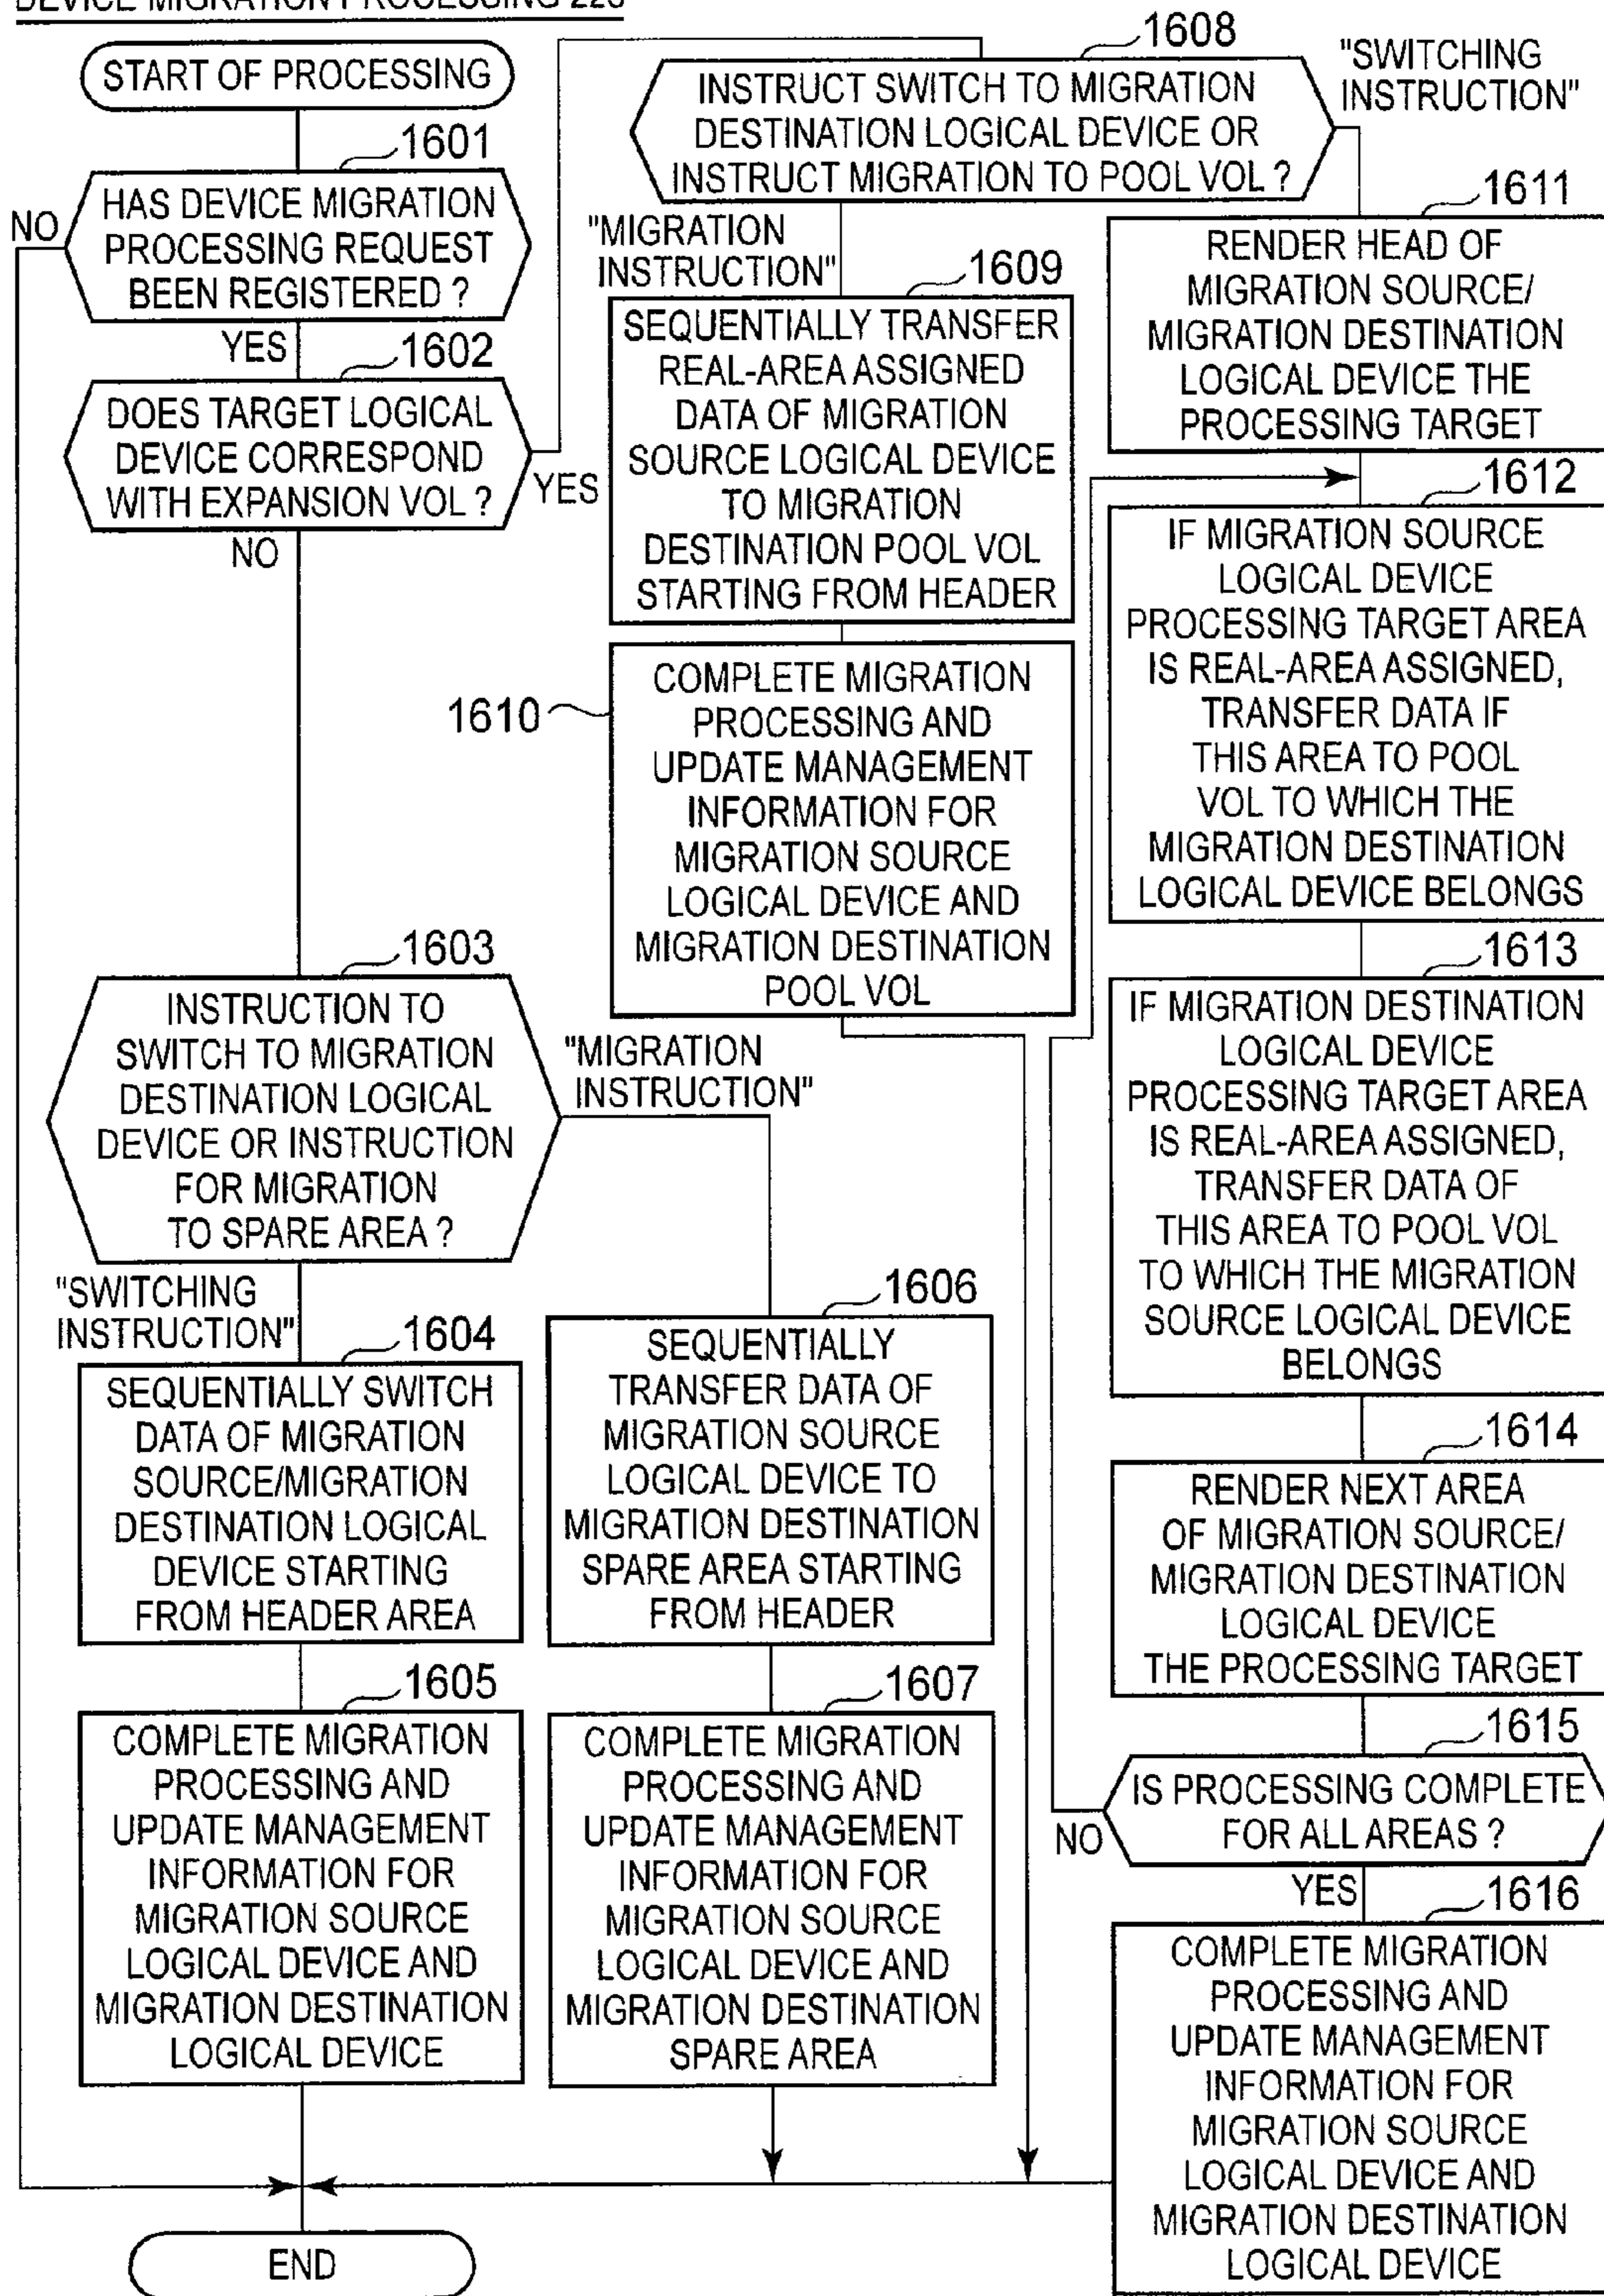 DEVICE MIGRATION PROCESSING 223
START OF PROCESSING
1601
HAS DEVICE MIGRATION
PROCESSING REQUEST
BEEN REGISTERED ?
NO
YES
1602
DOES TARGET LOGICAL
DEVICE CORRESPOND
WITH EXPANSION VOL ?
YES
NO
1603
INSTRUCTION TO
SWITCH TO MIGRATION
DESTINATION LOGICAL
DEVICE OR INSTRUCTION
FOR MIGRATION
TO SPARE AREA ?
"MIGRATION
INSTRUCTION"
"SWITCHING
INSTRUCTION"
1604
SEQUENTIALLY SWITCH
DATA OF MIGRATION
SOURCE/MIGRATION
DESTINATION LOGICAL
DEVICE STARTING
FROM HEADER AREA
1605
COMPLETE MIGRATION
PROCESSING AND
UPDATE MANAGEMENT
INFORMATION FOR
MIGRATION SOURCE
LOGICAL DEVICE AND
MIGRATION DESTINATION
LOGICAL DEVICE
1606
SEQUENTIALLY
TRANSFER DATA OF
MIGRATION SOURCE
LOGICAL DEVICE TO
MIGRATION DESTINATION
SPARE AREA STARTING
FROM HEADER
1607
COMPLETE MIGRATION
PROCESSING AND
UPDATE MANAGEMENT
INFORMATION FOR
MIGRATION SOURCE
LOGICAL DEVICE AND
MIGRATION DESTINATION
SPARE AREA
1608
INSTRUCT SWITCH TO MIGRATION
DESTINATION LOGICAL DEVICE OR
INSTRUCT MIGRATION TO POOL VOL ?
"SWITCHING
INSTRUCTION"
"MIGRATION
INSTRUCTION"
1609
SEQUENTIALLY TRANSFER
REAL-AREA ASSIGNED
DATA OF MIGRATION
SOURCE LOGICAL DEVICE
TO MIGRATION
DESTINATION POOL VOL
STARTING FROM HEADER
1610
COMPLETE MIGRATION
PROCESSING AND
UPDATE MANAGEMENT
INFORMATION FOR
MIGRATION SOURCE
LOGICAL DEVICE AND
MIGRATION DESTINATION
POOL VOL
1611
RENDER HEAD OF
MIGRATION SOURCE/
MIGRATION DESTINATION
LOGICAL DEVICE THE
PROCESSING TARGET
1612
IF MIGRATION SOURCE
LOGICAL DEVICE
PROCESSING TARGET AREA
IS REAL-AREA ASSIGNED,
TRANSFER DATA IF
THIS AREA TO POOL
VOL TO WHICH THE
MIGRATION DESTINATION
LOGICAL DEVICE BELONGS
1613
IF MIGRATION DESTINATION
LOGICAL DEVICE
PROCESSING TARGET AREA
IS REAL-AREA ASSIGNED,
TRANSFER DATA OF
THIS AREA TO POOL VOL
TO WHICH THE MIGRATION
SOURCE LOGICAL DEVICE
BELONGS
1614
RENDER NEXT AREA
OF MIGRATION SOURCE/
MIGRATION DESTINATION
LOGICAL DEVICE
THE PROCESSING TARGET
1615
IS PROCESSING COMPLETE
FOR ALL AREAS ?
NO
YES
1616
COMPLETE MIGRATION
PROCESSING AND
UPDATE MANAGEMENT
INFORMATION FOR
MIGRATION SOURCE
LOGICAL DEVICE AND
MIGRATION DESTINATION
LOGICAL DEVICE
END